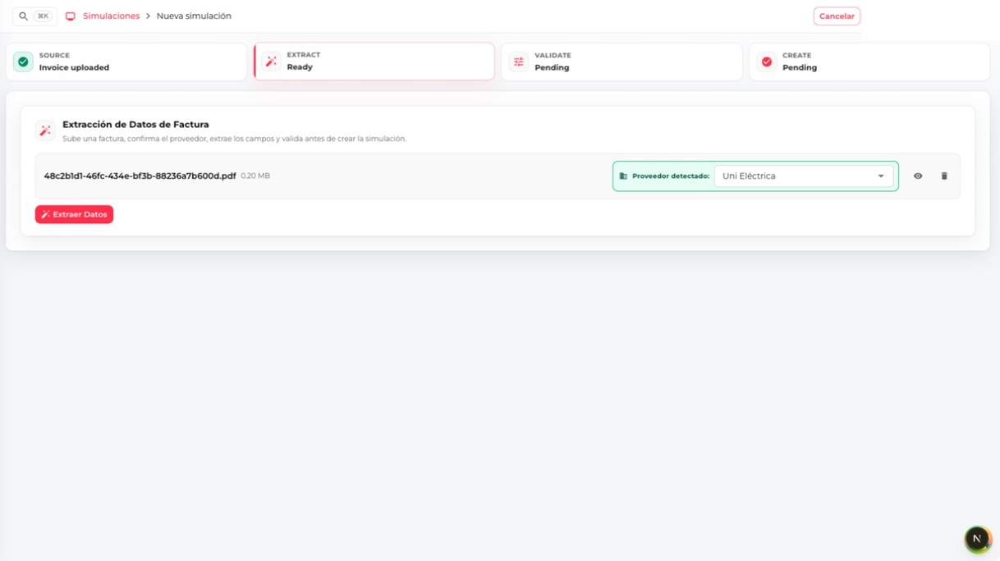 ⌘K Simulaciones > Nueva simulación
Cancelar
SOURCE
Invoice uploaded
EXTRACT
Ready
VALIDATE
Pending
CREATE
Pending
Extracción de Datos de Factura
Sube una factura, confirma el proveedor, extrae los campos y valida antes de crear la simulación.
48c2b1d1-46fc-434e-bf3b-88236a7b600d.pdf 0.20 MB
Proveedor detectado: Uni Eléctrica
Extraer Datos
N